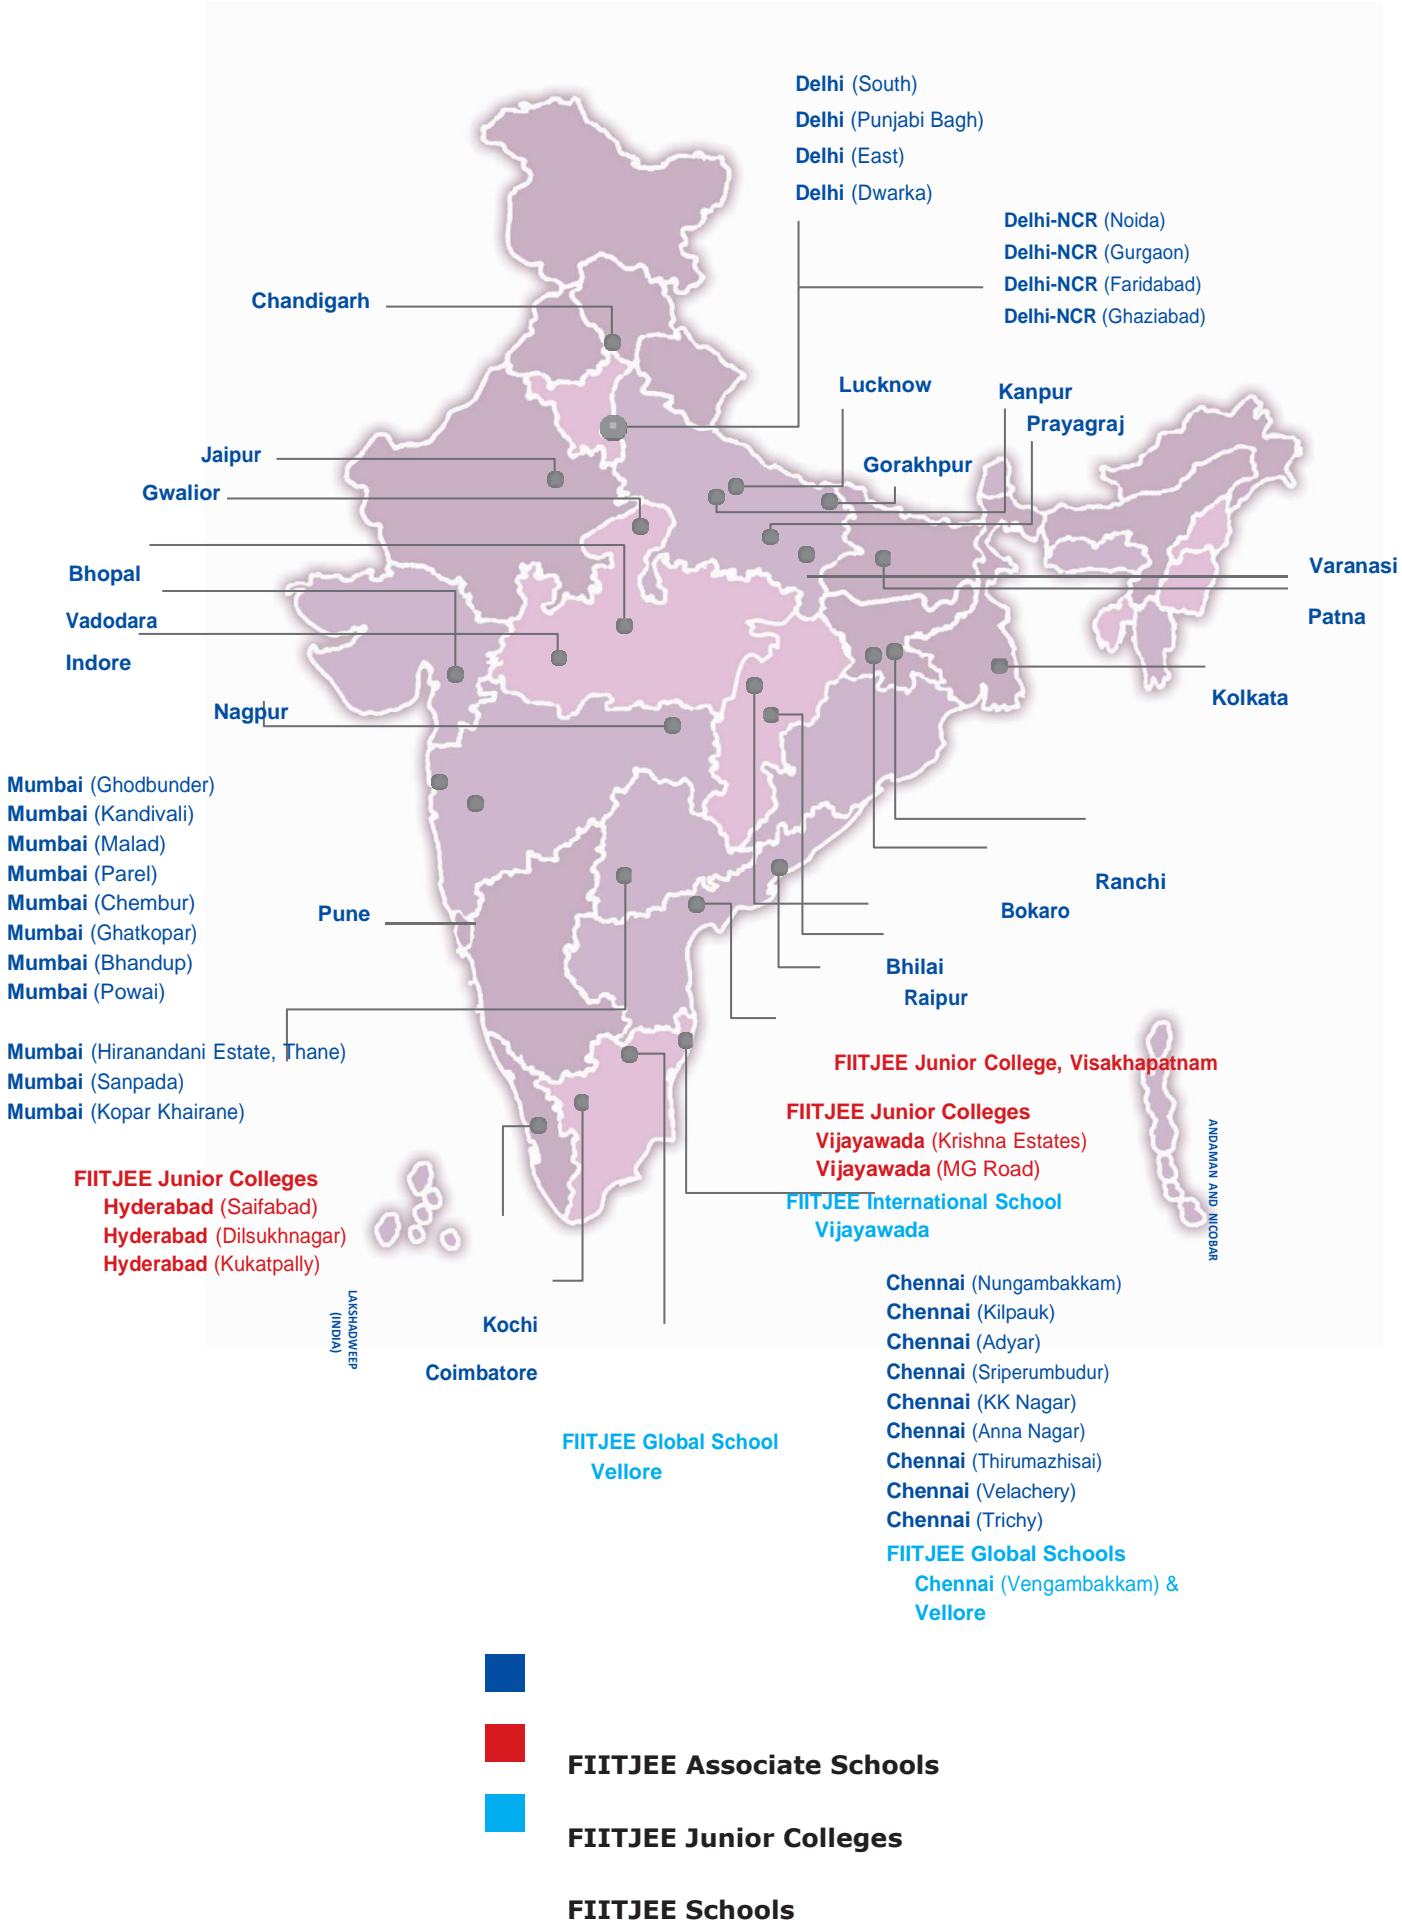 Delhi (South)
Delhi (Punjabi Bagh)
Delhi (East)
Delhi (Dwarka)
Delhi-NCR (Noida)
Delhi-NCR (Gurgaon)
Delhi-NCR (Faridabad)
Delhi-NCR (Ghaziabad)
Chandigarh
Lucknow
Kanpur
Prayagraj
Jaipur
Gorakhpur
Gwalior
Bhopal
Varanasi
Vadodara
Patna
Indore
Kolkata
Nagpur
Mumbai (Ghodbunder)
Mumbai (Kandivali)
Mumbai (Malad)
Mumbai (Parel)
Mumbai (Chembur)
Mumbai (Ghatkopar)
Mumbai (Bhandup)
Mumbai (Powai)
Mumbai (Hiranandani Estate, Thane)
Mumbai (Sanpada)
Mumbai (Kopar Khairane)
Pune
Ranchi
Bokaro
Bhilai
Raipur
FIITJEE Junior College, Visakhapatnam
FIITJEE Junior Colleges
Vijayawada (Krishna Estates)
Vijayawada (MG Road)
FIITJEE International School
Vijayawada
ANDAMAN AND NICOBAR
FIITJEE Junior Colleges
Hyderabad (Saifabad)
Hyderabad (Dilsukhnagar)
Hyderabad (Kukatpally)
LAKSHADWEEP
(INDIA)
Kochi
Coimbatore
FIITJEE Global School
Vellore
Chennai (Nungambakkam)
Chennai (Kilpauk)
Chennai (Adyar)
Chennai (Sriperumbudur)
Chennai (KK Nagar)
Chennai (Anna Nagar)
Chennai (Thirumazhisai)
Chennai (Velachery)
Chennai (Trichy)
FIITJEE Global Schools
Chennai (Vengambakkam) &
Vellore
FIITJEE Associate Schools
FIITJEE Junior Colleges
FIITJEE Schools